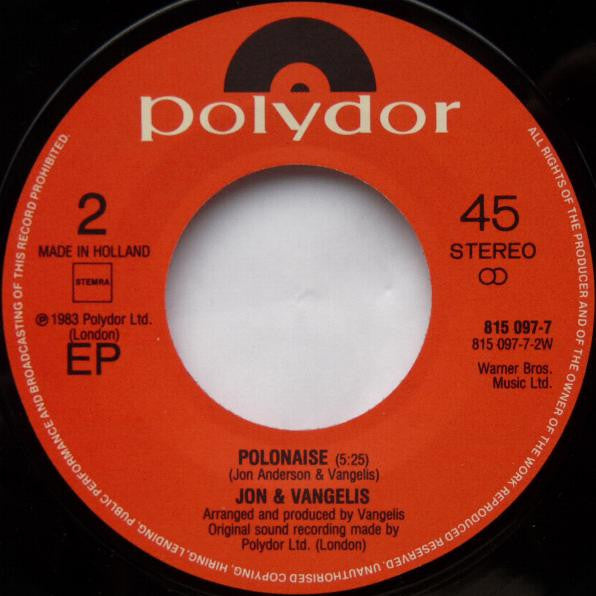 polydor
2
MADE IN HOLLAND
STEMRA
℗ 1983 Polydor Ltd.
(London)
EP
45
STEREO
815 097-7
815 097-7-2W
Warner Bros.
Music Ltd.
POLONAISE (5:25)
(Jon Anderson & Vangelis)
JON & VANGELIS
Arranged and produced by Vangelis
Original sound recording made by
Polydor Ltd. (London)
ALL RIGHTS OF THE PRODUCER AND OF THE OWNER OF THE WORK REPRODUCED RESERVED. UNAUTHORISED COPYING, HIRING, LENDING, PUBLIC PERFORMANCE AND BROADCASTING OF THIS RECORD PROHIBITED.